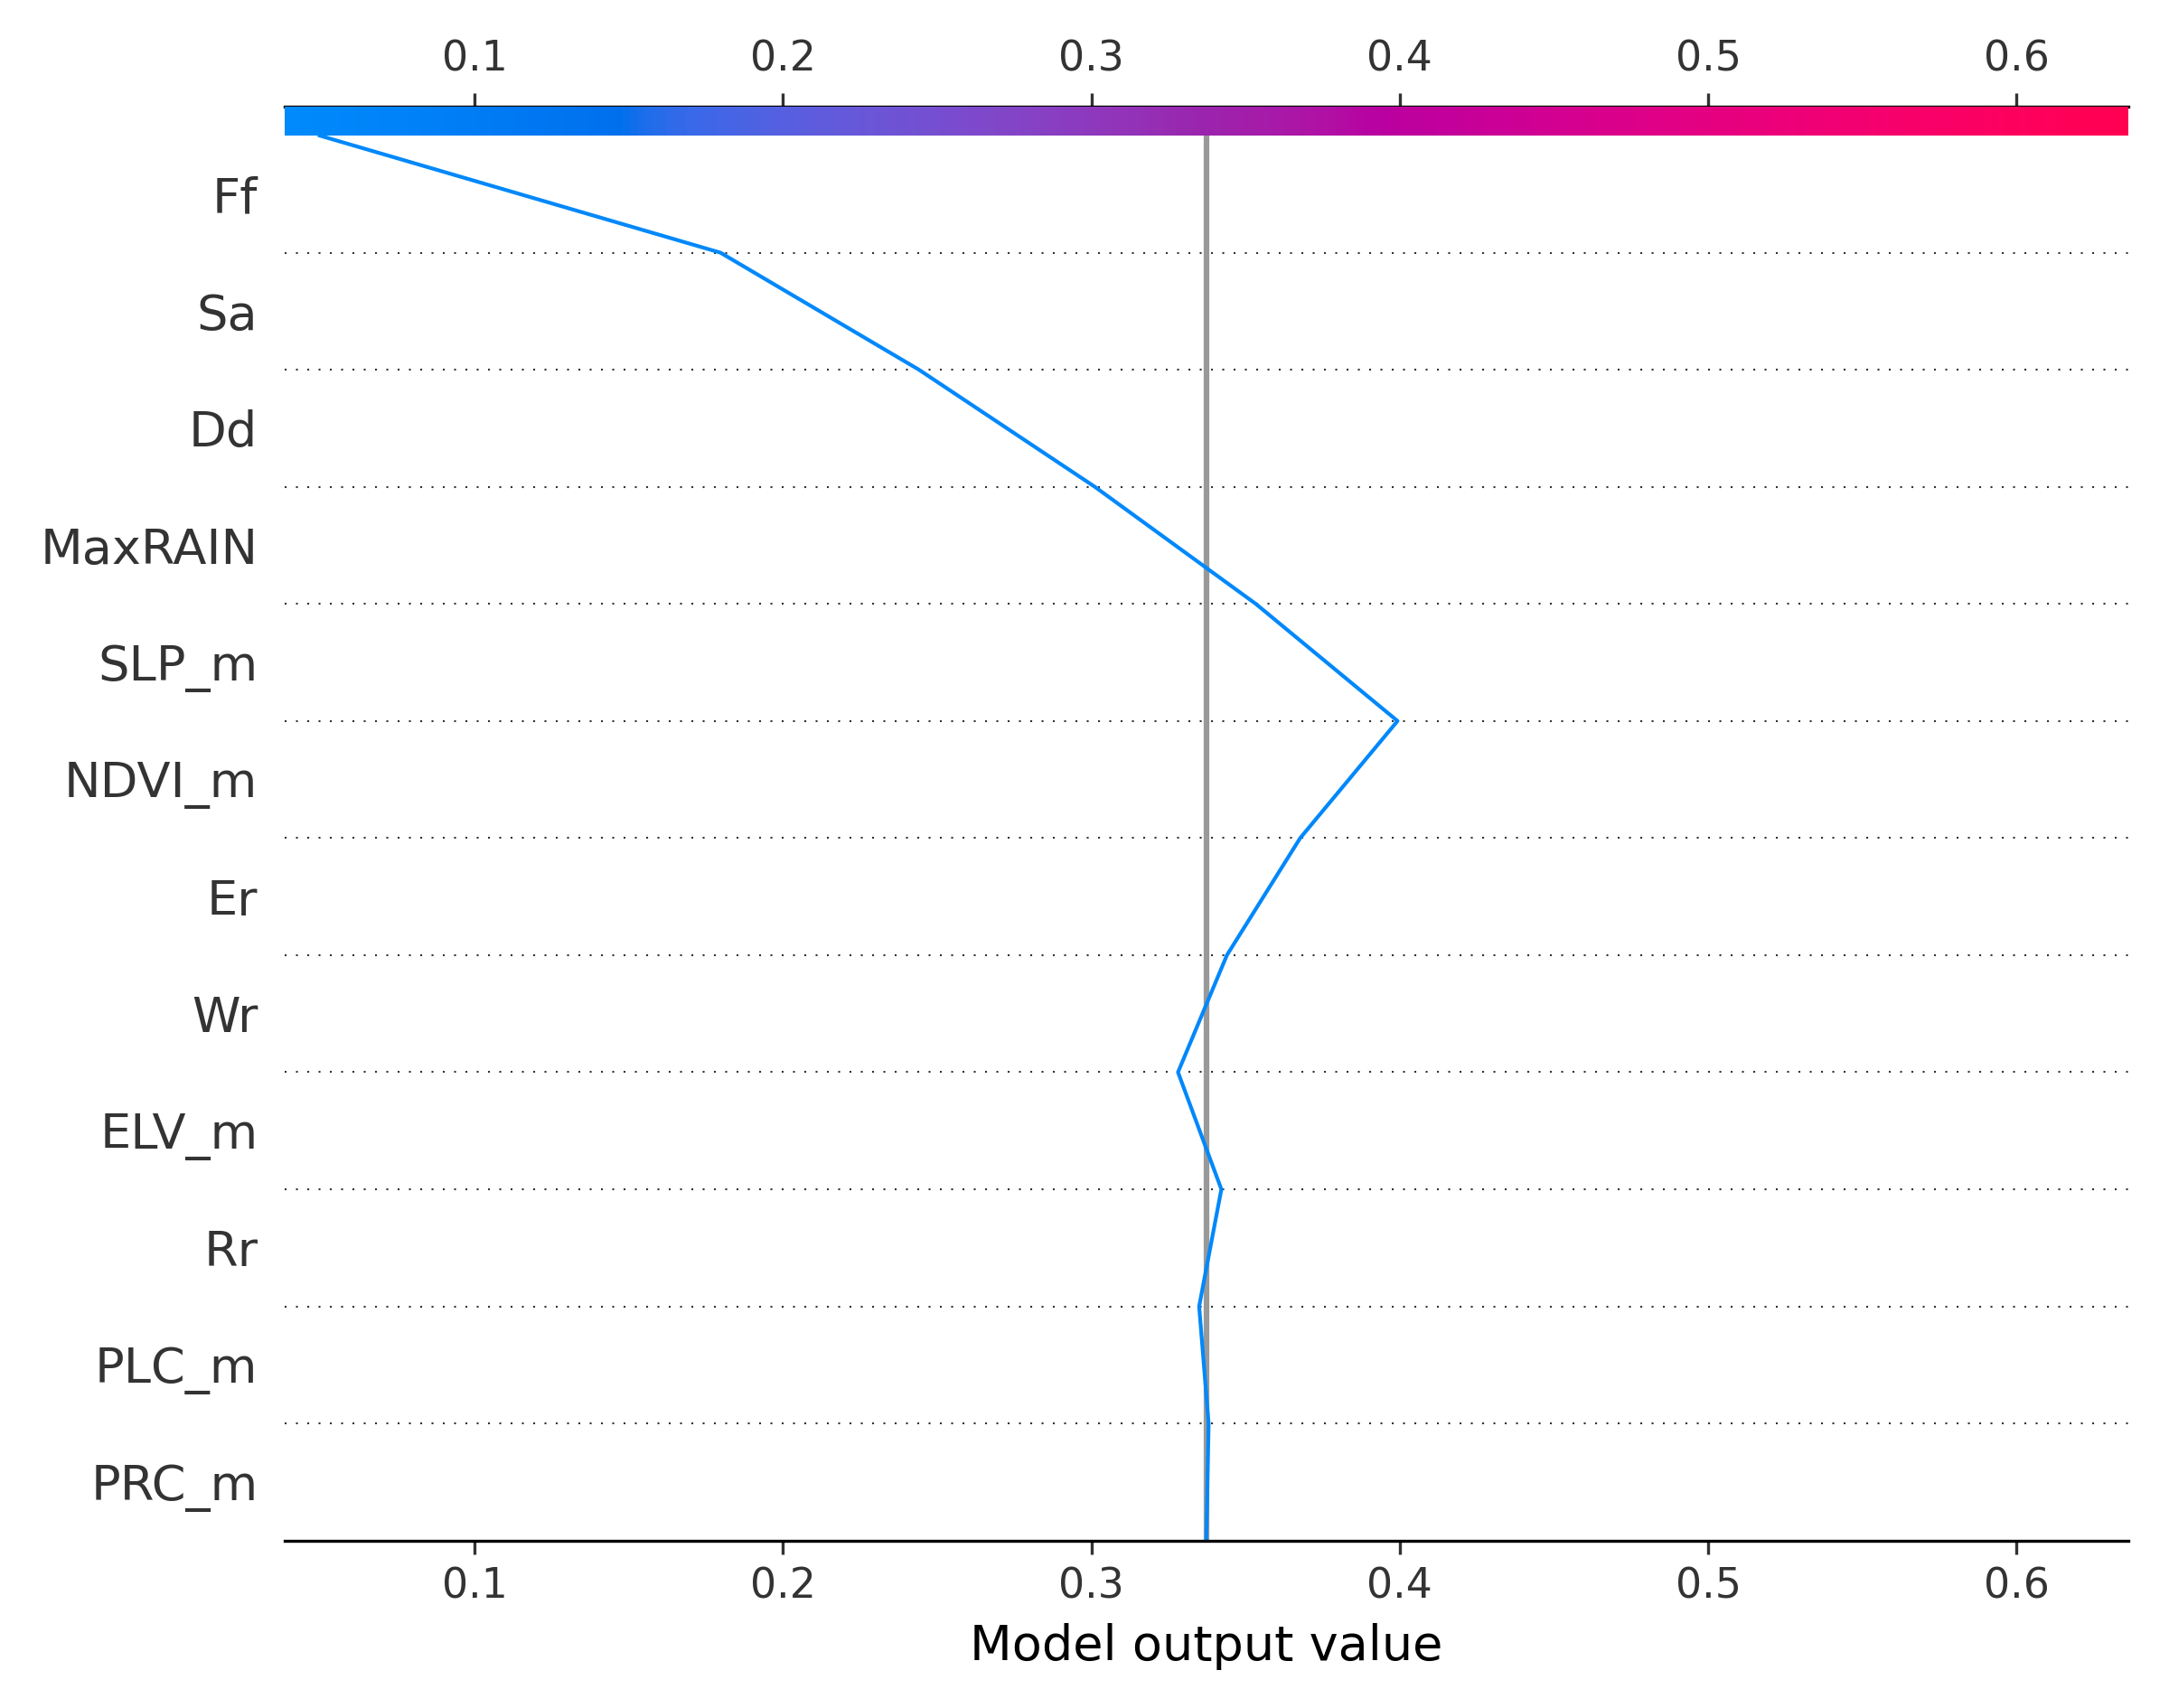 0.1 0.2 0.3 0.4 0.5 0.6
Ff
Sa
Dd
MaxRAIN
SLP_m
NDVI_m
Er
Wr
ELV_m
Rr
PLC_m
PRC_m
0.1 0.2 0.3 0.4 0.5 0.6
Model output value